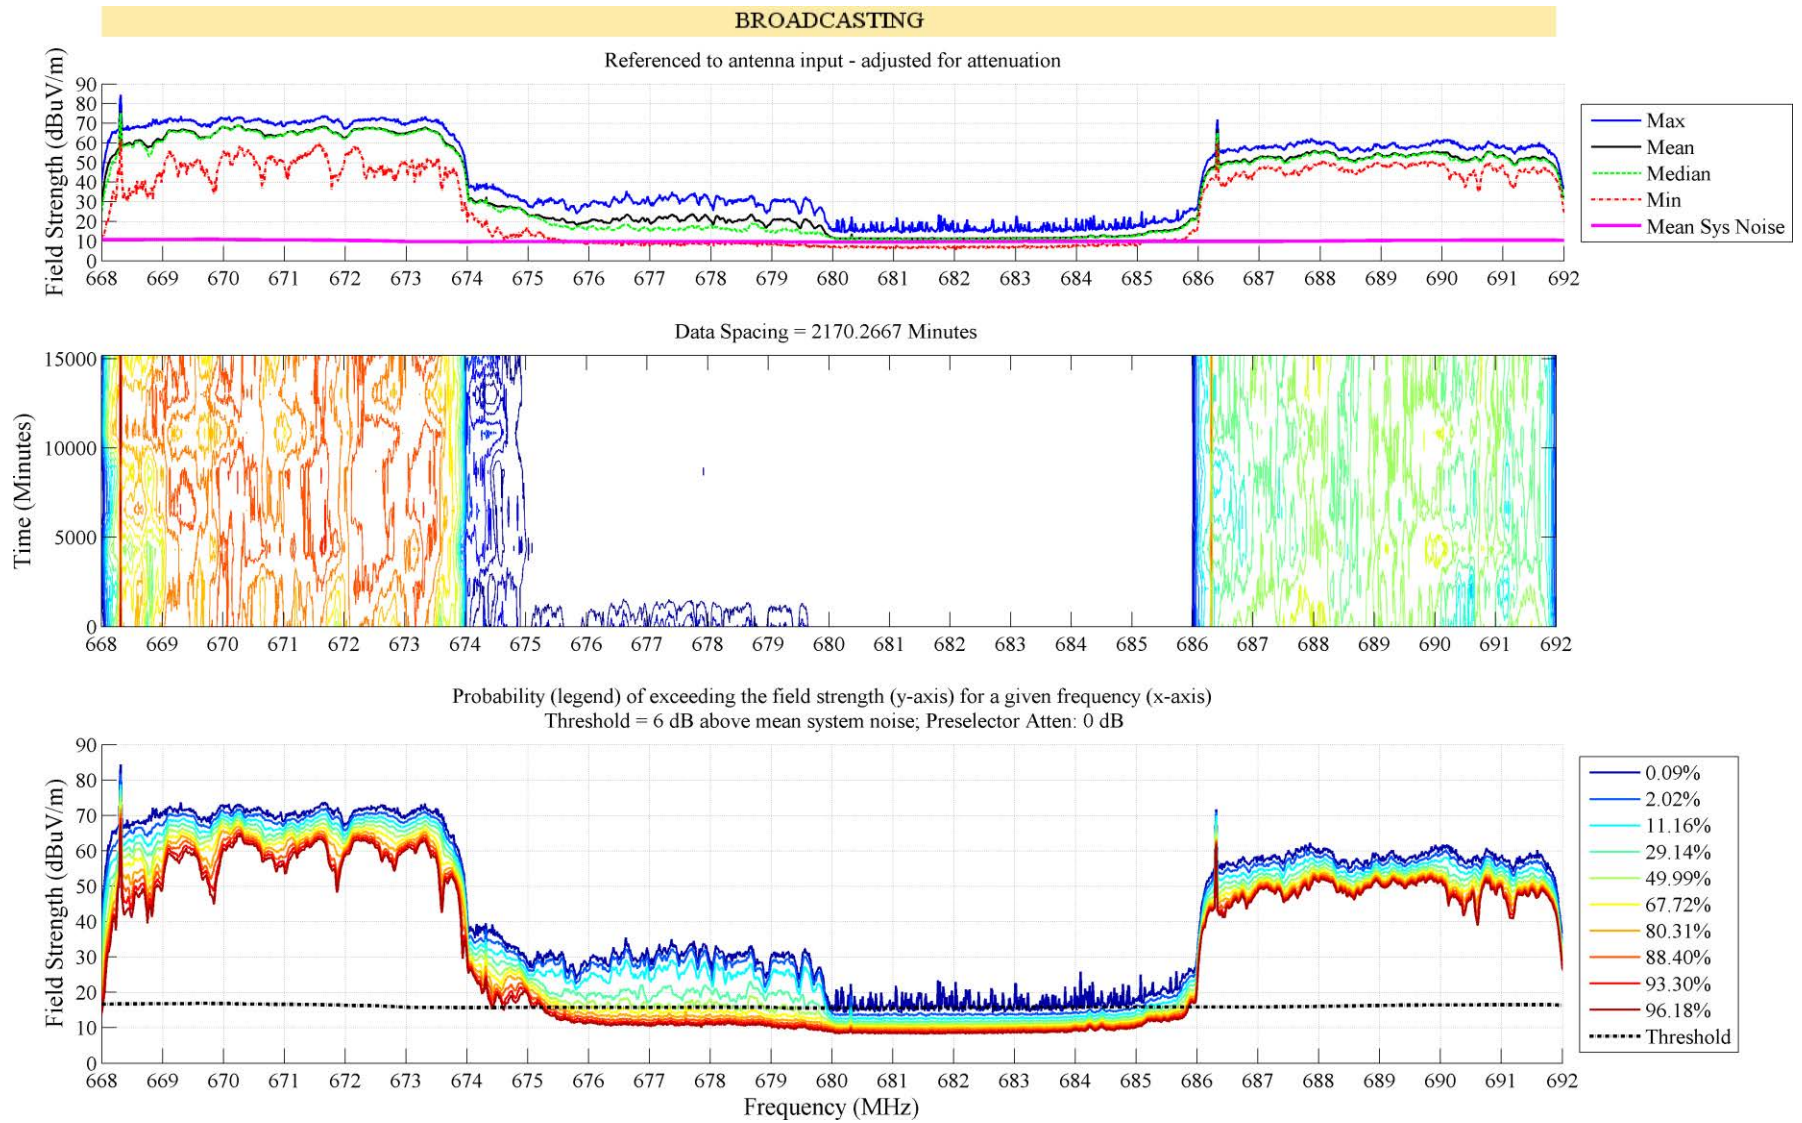 BROADCASTING
Referenced to antenna input - adjusted for attenuation
Field Strength (dBuV/m)
90
80
70
60
50
40
30
20
10
0
668 669 670 671 672 673 674 675 676 677 678 679 680 681 682 683 684 685 686 687 688 689 690 691 692
Max
Mean
Median
Min
Mean Sys Noise
Data Spacing = 2170.2667 Minutes
Time (Minutes)
15000
10000
5000
0
668 669 670 671 672 673 674 675 676 677 678 679 680 681 682 683 684 685 686 687 688 689 690 691 692
Probability (legend) of exceeding the field strength (y-axis) for a given frequency (x-axis)
Threshold = 6 dB above mean system noise; Preselector Atten: 0 dB
Field Strength (dBuV/m)
90
80
70
60
50
40
30
20
10
0
668 669 670 671 672 673 674 675 676 677 678 679 680 681 682 683 684 685 686 687 688 689 690 691 692
Frequency (MHz)
0.09%
2.02%
11.16%
29.14%
49.99%
67.72%
80.31%
88.40%
93.30%
96.18%
Threshold